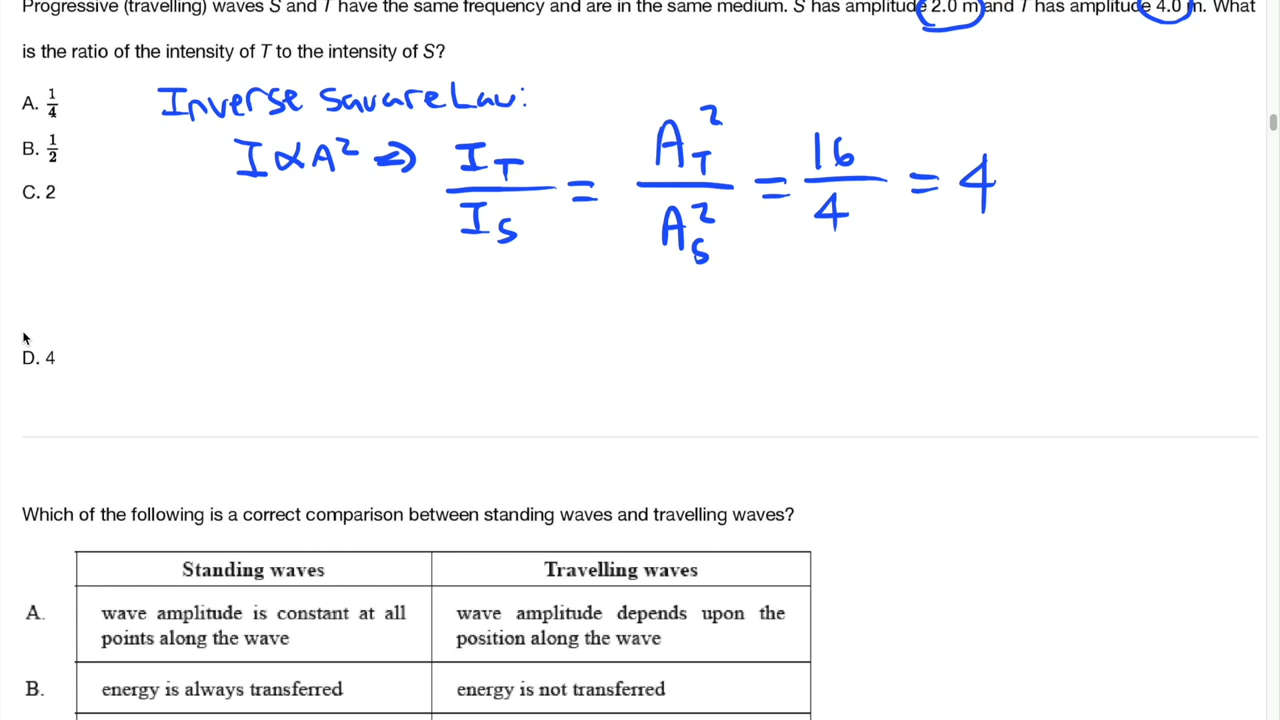 Progressive (travelling) waves S and T have the same frequency and are in the same medium. S has amplitude 2.0 m and T has amplitude 4.0 m. What
is the ratio of the intensity of T to the intensity of S?
A. 1/4
Inverse Square Law:
B. 1/2
I ∝ A² ⇒ I_T / I_S = A_T² / A_S² = 16/4 = 4
C. 2
D. 4
Which of the following is a correct comparison between standing waves and travelling waves?
Standing waves Travelling waves
A. wave amplitude is constant at all wave amplitude depends upon the
points along the wave position along the wave
B. energy is always transferred energy is not transferred